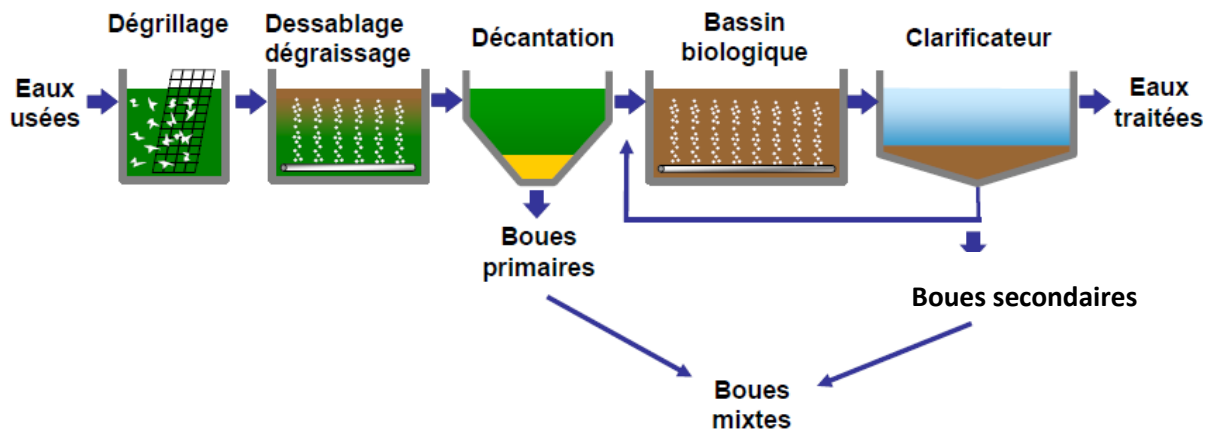 Dégrillage
Dessablage
dégraissage
Décantation
Bassin
biologique
Clarificateur
Eaux
usées
Eaux
traitées
Boues
primaires
Boues secondaires
Boues
mixtes